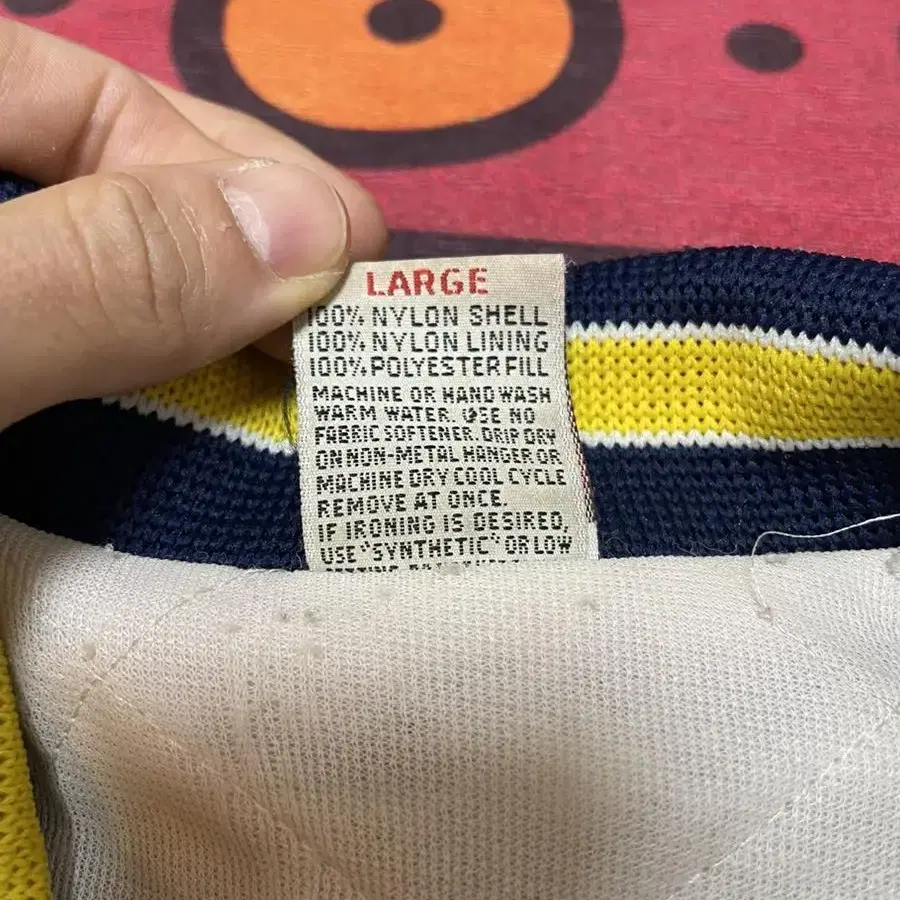 LARGE
100% NYLON SHELL
100% NYLON LINING
100% POLYESTER FILL
MACHINE OR HAND WASH
WARM WATER. USE NO
FABRIC SOFTENER. DRIP DRY
ON NON-METAL HANGER OR
MACHINE DRY COOL CYCLE
REMOVE AT ONCE.
IF IRONING IS DESIRED,
USE "SYNTHETIC" OR LOW